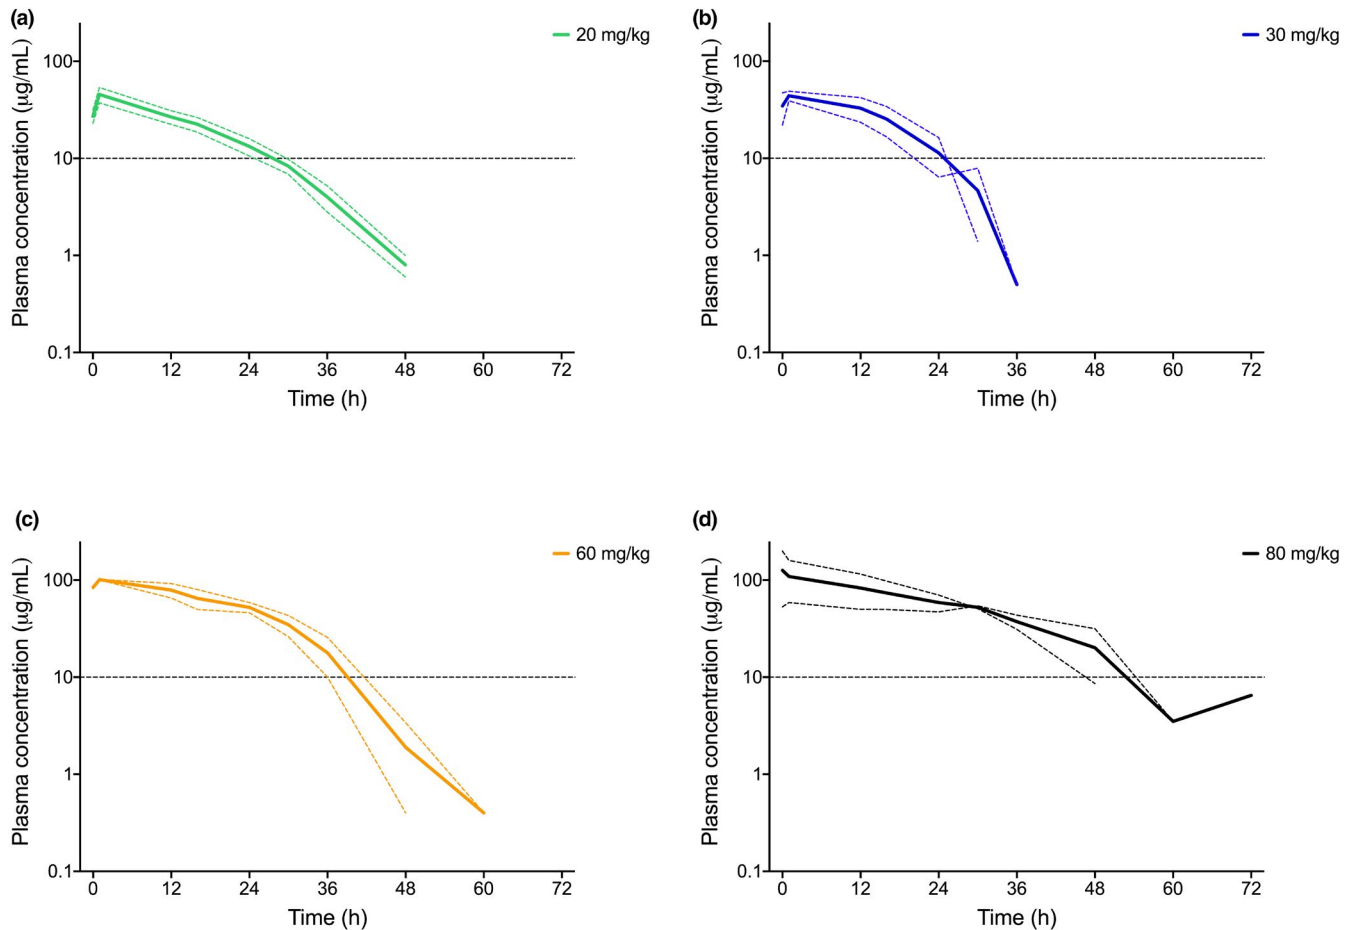 (a)
20 mg/kg
Plasma concentration (μg/mL)
100
10
1
0.1
0 12 24 36 48 60 72
Time (h)
(b)
30 mg/kg
Plasma concentration (μg/mL)
100
10
1
0.1
0 12 24 36 48 60 72
Time (h)
(c)
60 mg/kg
Plasma concentration (μg/mL)
100
10
1
0.1
0 12 24 36 48 60 72
Time (h)
(d)
80 mg/kg
Plasma concentration (μg/mL)
100
10
1
0.1
0 12 24 36 48 60 72
Time (h)